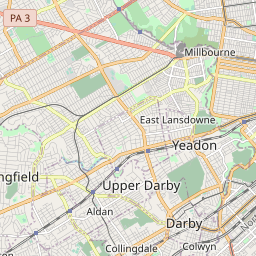 PA 3
Millbourne
East Lansdowne
Yeadon
ngfield
Upper Darby
Aldan
Darby
Collingdale
Colwyn